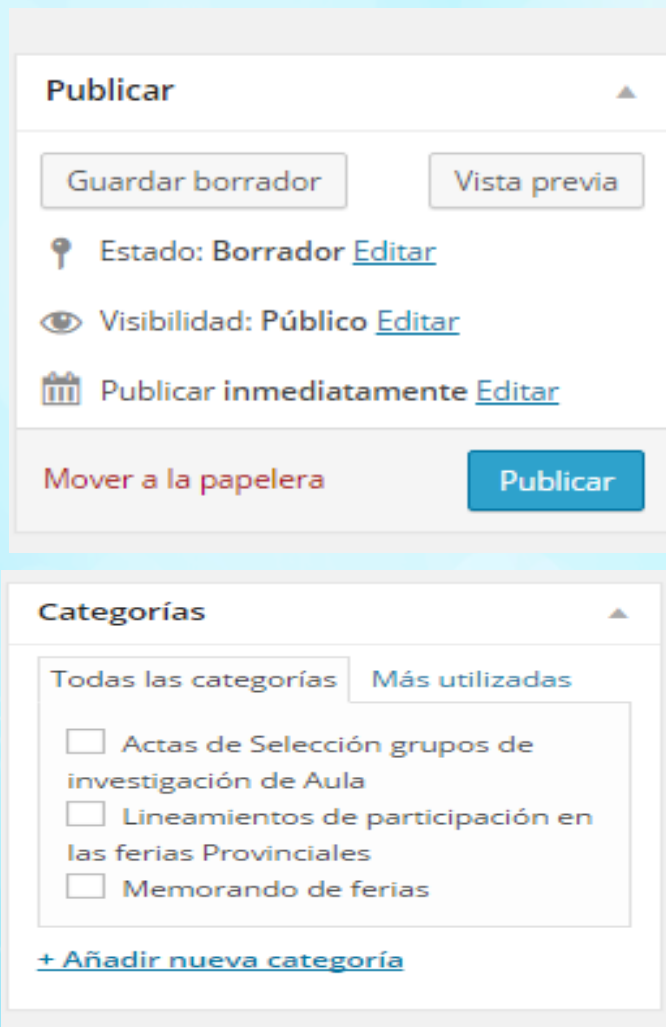 Publicar
Guardar borrador Vista previa
Estado: Borrador Editar
Visibilidad: Público Editar
Publicar inmediatamente Editar
Mover a la papelera Publicar
Categorías
Todas las categorías Más utilizadas
Actas de Selección grupos de
investigación de Aula
Lineamientos de participación en
las ferias Provinciales
Memorando de ferias
+ Añadir nueva categoría